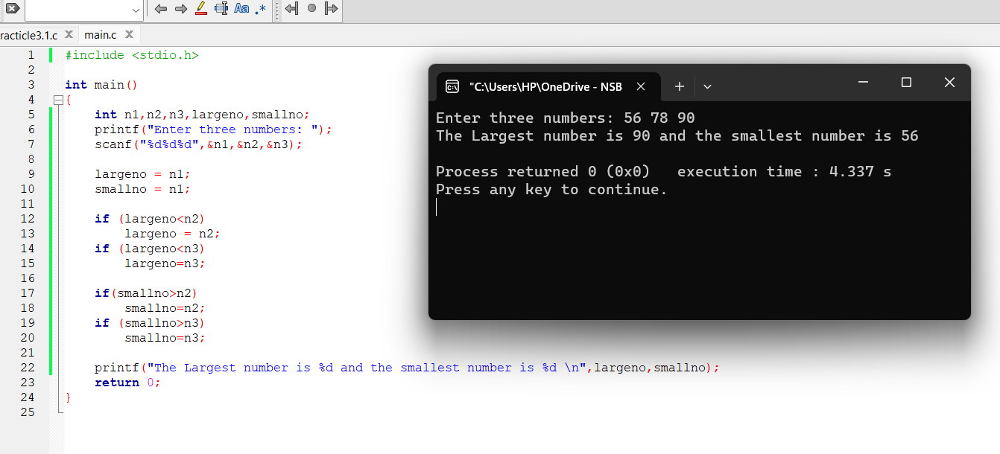 Aa .*
racticle3.1.c
main.c
1 #include <stdio.h>
2
3 int main()
4 {
5 int n1,n2,n3,largeno,smallno;
6 printf("Enter three numbers: ");
7 scanf("%d%d%d",&n1,&n2,&n3);
8
9 largeno = n1;
10 smallno = n1;
11
12 if (largeno<n2)
13 largeno = n2;
14 if (largeno<n3)
15 largeno=n3;
16
17 if(smallno>n2)
18 smallno=n2;
19 if (smallno>n3)
20 smallno=n3;
21
22 printf("The Largest number is %d and the smallest number is %d \n",largeno,smallno);
23 return 0;
24 }
25
"C:\Users\HP\OneDrive - NSB
Enter three numbers: 56 78 90
The Largest number is 90 and the smallest number is 56
Process returned 0 (0x0)   execution time : 4.337 s
Press any key to continue.